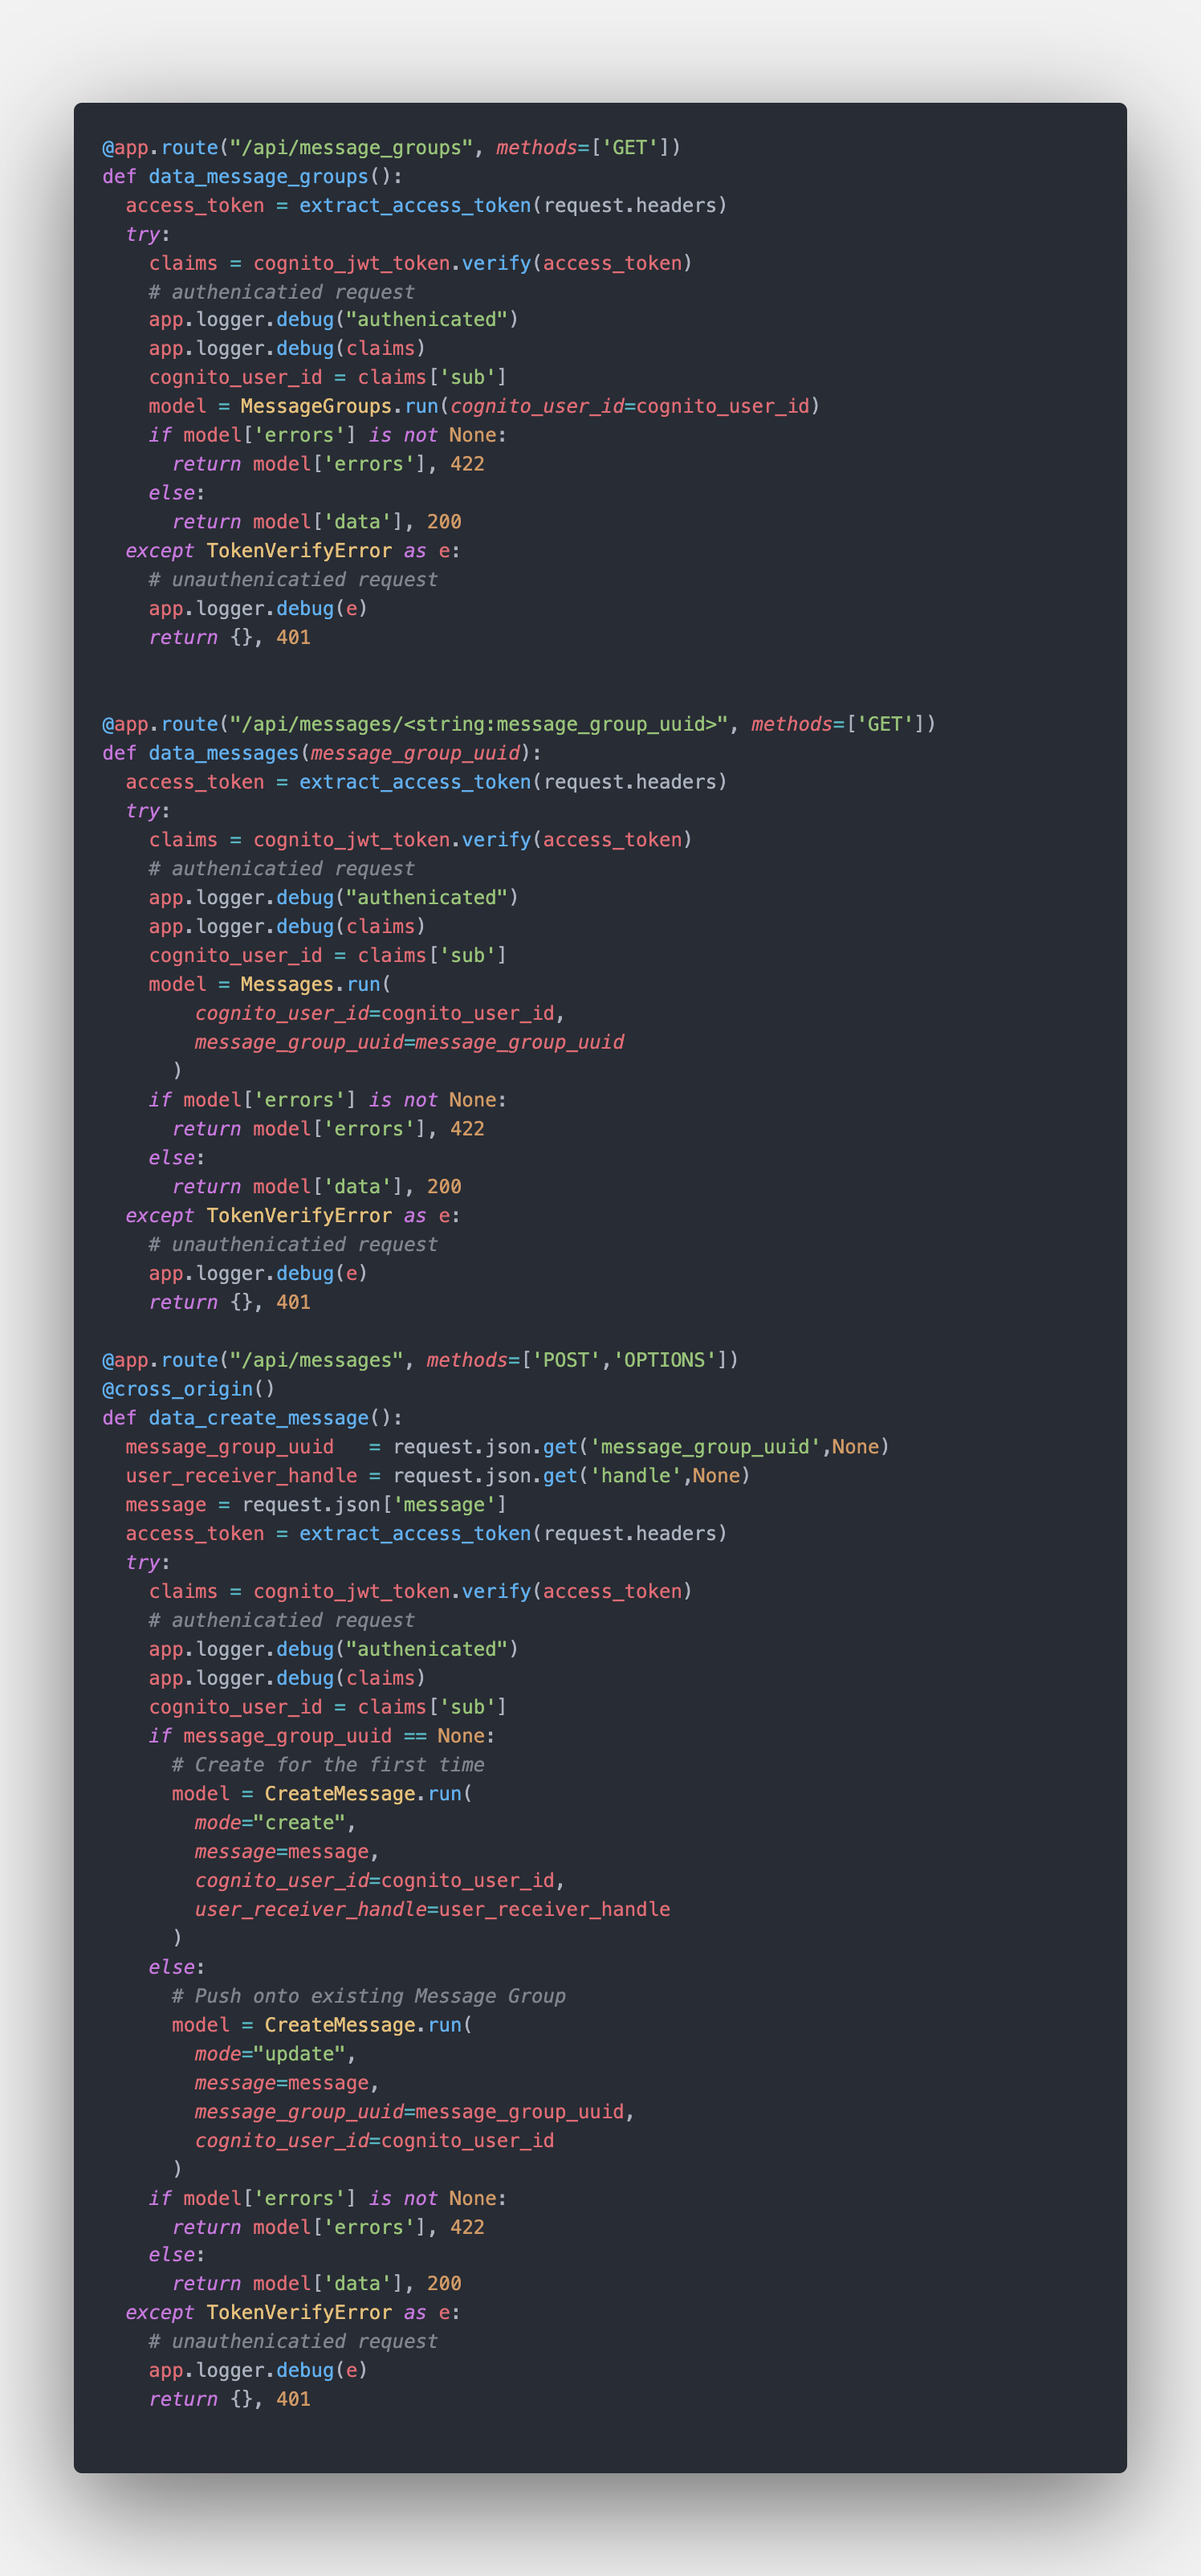 @app.route("/api/message_groups", methods=['GET'])
def data_message_groups():
  access_token = extract_access_token(request.headers)
  try:
    claims = cognito_jwt_token.verify(access_token)
    # authenicatied request
    app.logger.debug("authenicated")
    app.logger.debug(claims)
    cognito_user_id = claims['sub']
    model = MessageGroups.run(cognito_user_id=cognito_user_id)
    if model['errors'] is not None:
      return model['errors'], 422
    else:
      return model['data'], 200
  except TokenVerifyError as e:
    # unauthenicatied request
    app.logger.debug(e)
    return {}, 401

@app.route("/api/messages/<string:message_group_uuid>", methods=['GET'])
def data_messages(message_group_uuid):
  access_token = extract_access_token(request.headers)
  try:
    claims = cognito_jwt_token.verify(access_token)
    # authenicatied request
    app.logger.debug("authenicated")
    app.logger.debug(claims)
    cognito_user_id = claims['sub']
    model = Messages.run(
        cognito_user_id=cognito_user_id,
        message_group_uuid=message_group_uuid
      )
    if model['errors'] is not None:
      return model['errors'], 422
    else:
      return model['data'], 200
  except TokenVerifyError as e:
    # unauthenicatied request
    app.logger.debug(e)
    return {}, 401

@app.route("/api/messages", methods=['POST','OPTIONS'])
@cross_origin()
def data_create_message():
  message_group_uuid   = request.json.get('message_group_uuid',None)
  user_receiver_handle = request.json.get('handle',None)
  message = request.json['message']
  access_token = extract_access_token(request.headers)
  try:
    claims = cognito_jwt_token.verify(access_token)
    # authenicatied request
    app.logger.debug("authenicated")
    app.logger.debug(claims)
    cognito_user_id = claims['sub']
    if message_group_uuid == None:
      # Create for the first time
      model = CreateMessage.run(
        mode="create",
        message=message,
        cognito_user_id=cognito_user_id,
        user_receiver_handle=user_receiver_handle
      )
    else:
      # Push onto existing Message Group
      model = CreateMessage.run(
        mode="update",
        message=message,
        message_group_uuid=message_group_uuid,
        cognito_user_id=cognito_user_id
      )
    if model['errors'] is not None:
      return model['errors'], 422
    else:
      return model['data'], 200
  except TokenVerifyError as e:
    # unauthenicatied request
    app.logger.debug(e)
    return {}, 401